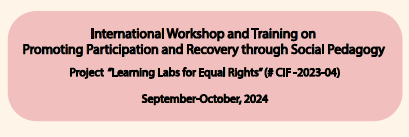 International Workshop and Training on
Promoting Participation and Recovery through Social Pedagogy
Project "Learning Labs for Equal Rights" (# CIF -2023-04)
September-October, 2024